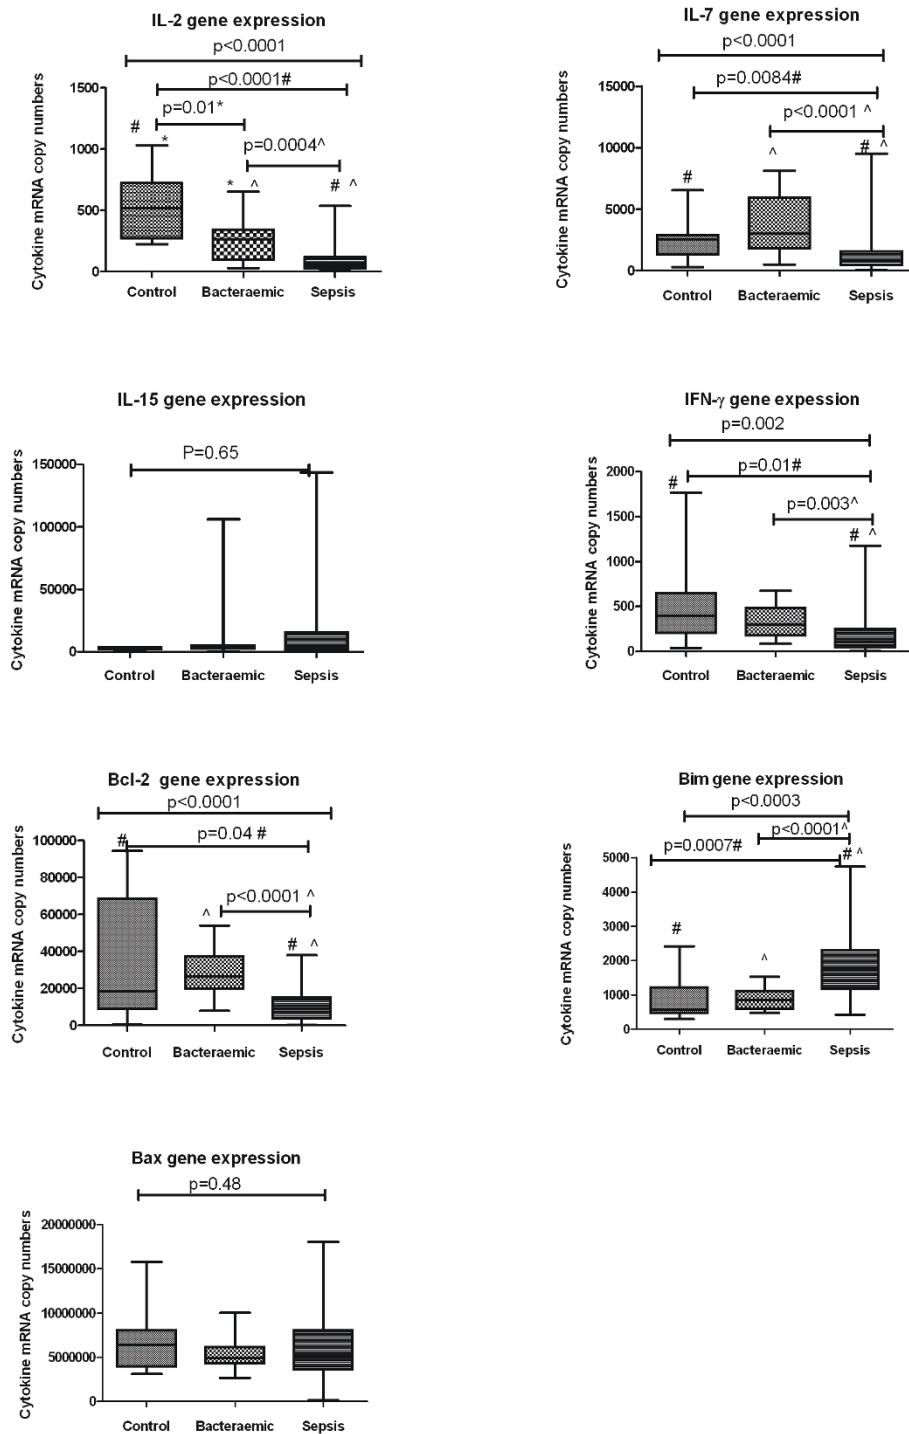 IL-2 gene expression
p<0.0001
p<0.0001#
p=0.01*
p=0.0004^
# *
* ^
# ^
Cytokine mRNA copy numbers
1500
1000
500
0
Control Bacteraemic Sepsis
IL-7 gene expression
p<0.0001
p=0.0084#
p<0.0001 ^
#
^
# ^
Cytokine mRNA copy numbers
15000
10000
5000
0
Control Bacteraemic Sepsis
IL-15 gene expression
P=0.65
Cytokine mRNA copy numbers
150000
100000
50000
0
Control Bacteraemic Sepsis
IFN-γ gene expession
p=0.002
p=0.01#
p=0.003^
#
# ^
Cytokine mRNA copy numbers
2000
1500
1000
500
0
Control Bacteraemic Sepsis
Bcl-2 gene expression
p<0.0001
p=0.04 #
p<0.0001 ^
#
^
# ^
Cytokine mRNA copy numbers
100000
80000
60000
40000
20000
0
Control Bacteraemic Sepsis
Bim gene expression
p<0.0003
p<0.0001^
p=0.0007#
#
^
# ^
Cytokine mRNA copy numbers
5000
4000
3000
2000
1000
0
Control Bacteraemic Sepsis
Bax gene expression
p=0.48
Cytokine mRNA copy numbers
20000000
15000000
10000000
5000000
0
Control Bacteraemic Sepsis